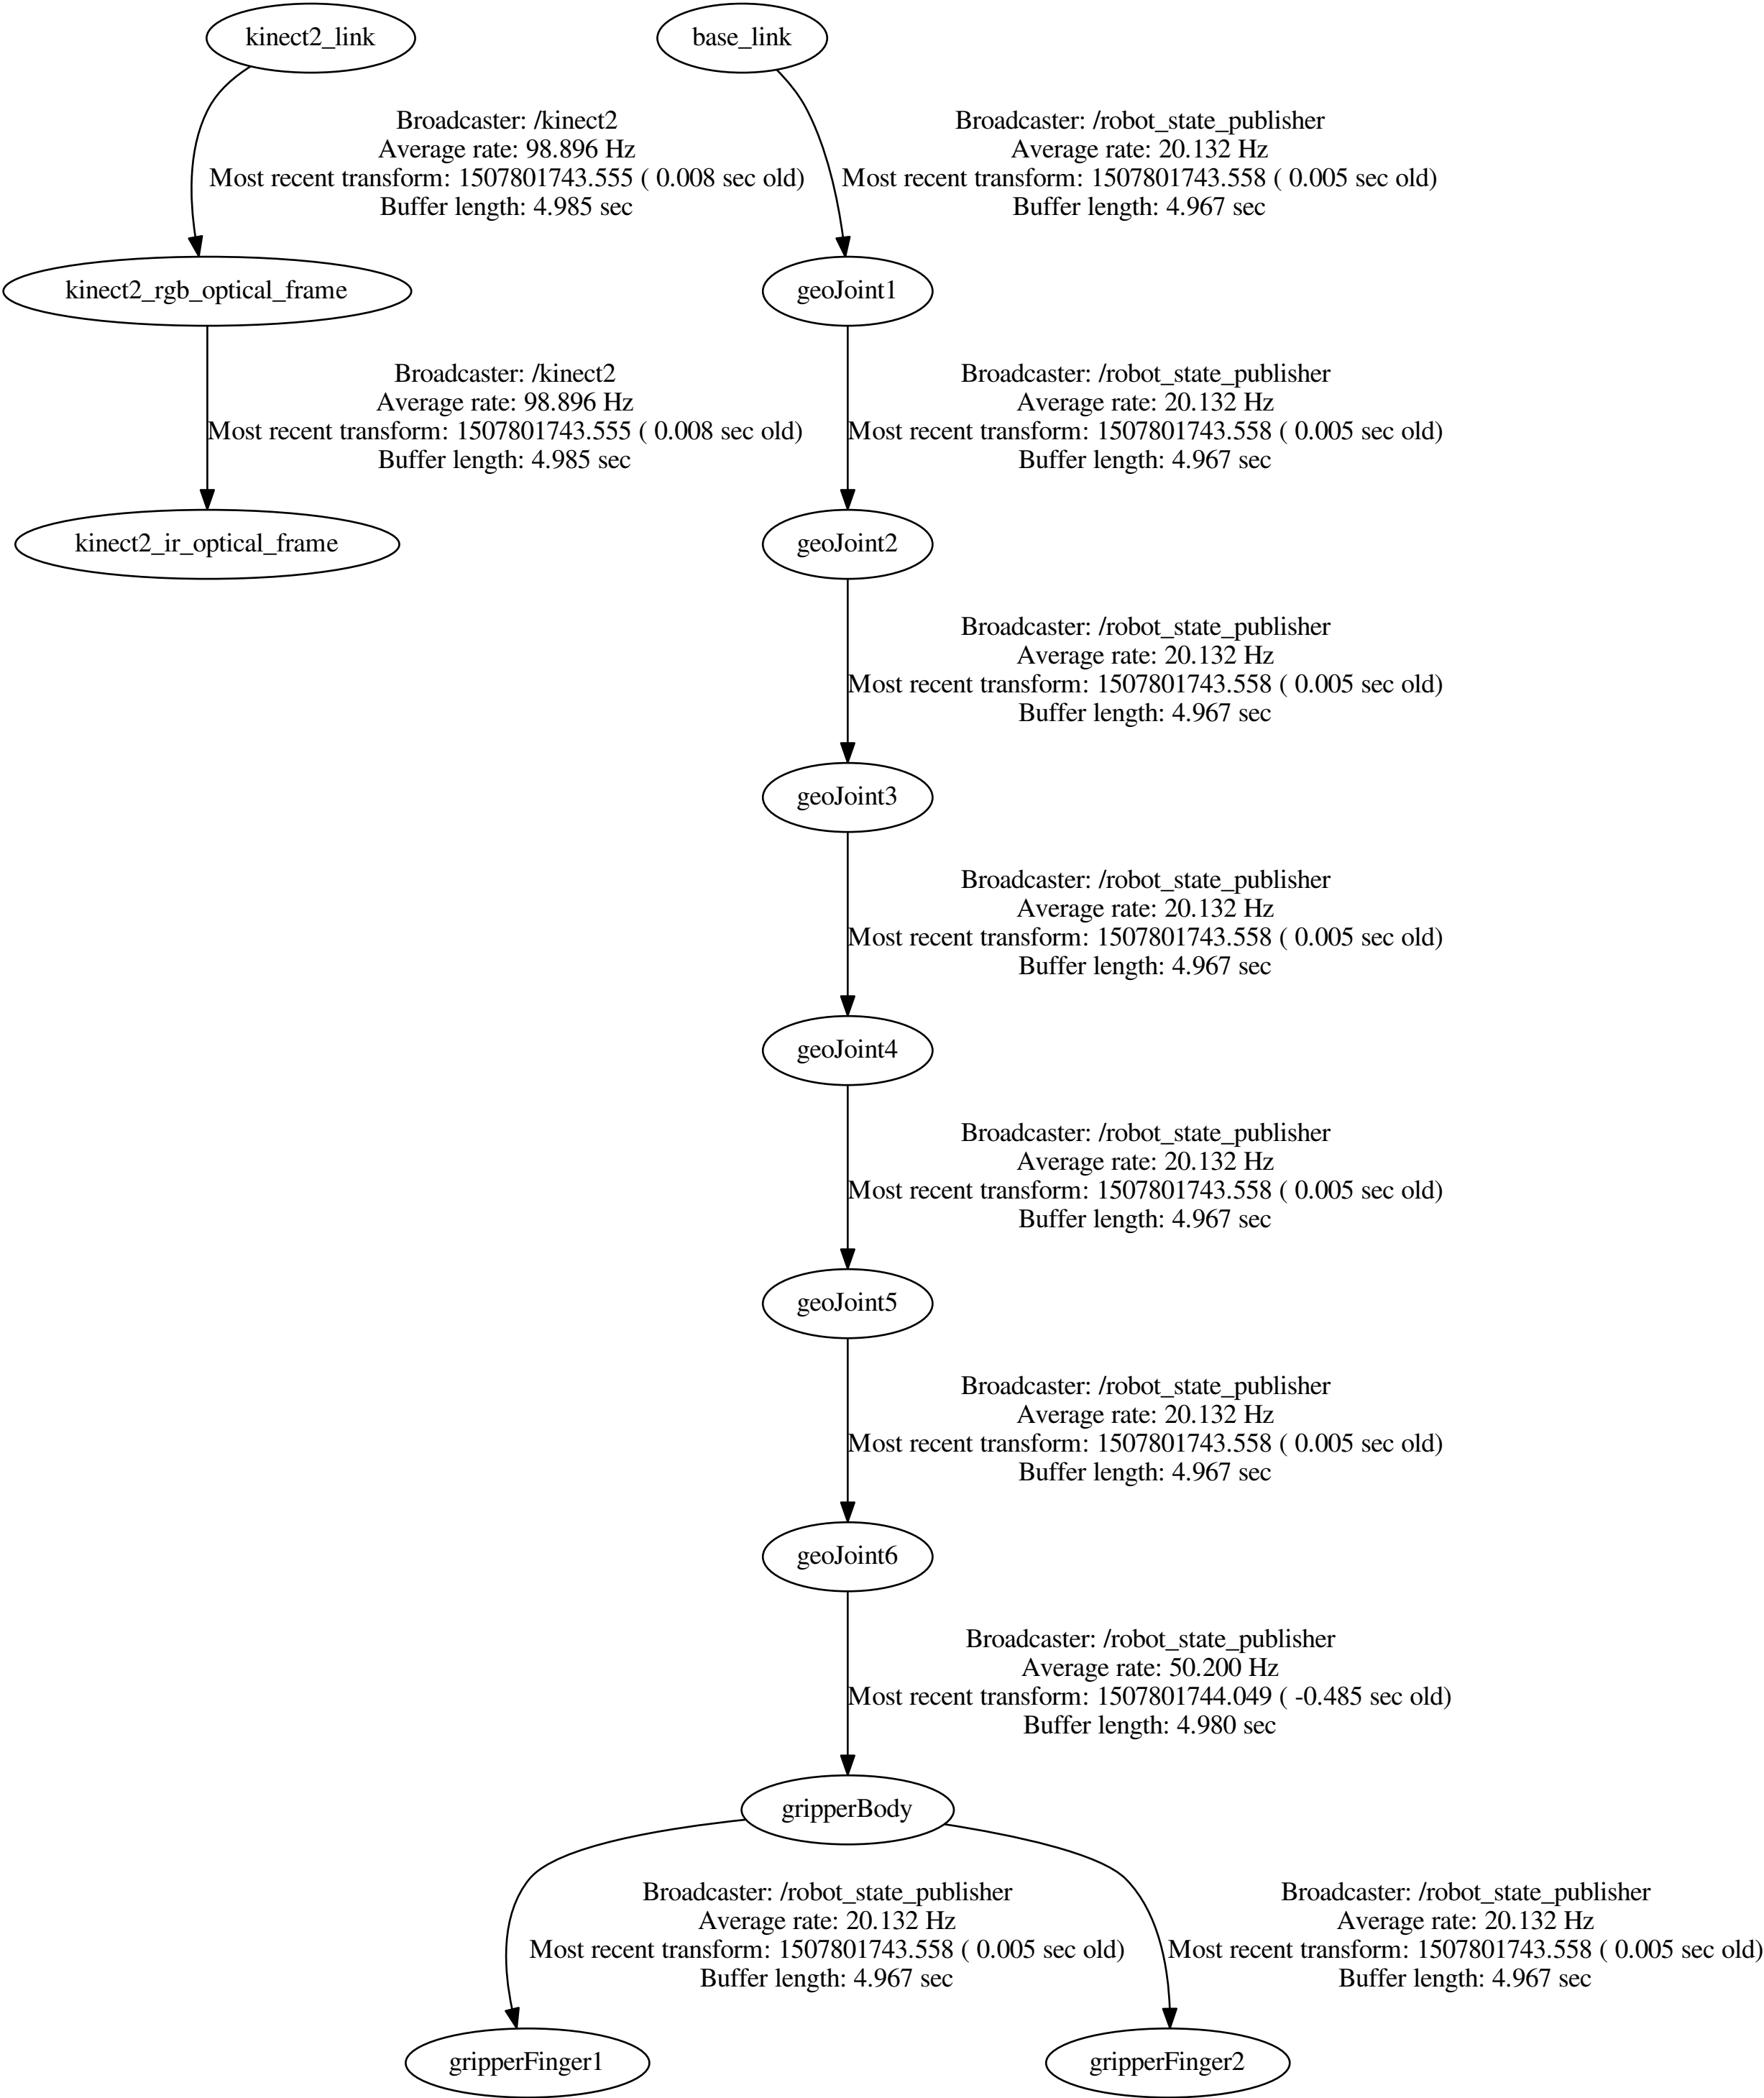 kinect2_link
base_link
Broadcaster: /kinect2
Average rate: 98.896 Hz
Most recent transform: 1507801743.555 ( 0.008 sec old)
Buffer length: 4.985 sec
Broadcaster: /robot_state_publisher
Average rate: 20.132 Hz
Most recent transform: 1507801743.558 ( 0.005 sec old)
Buffer length: 4.967 sec
kinect2_rgb_optical_frame
geoJoint1
Broadcaster: /kinect2
Average rate: 98.896 Hz
Most recent transform: 1507801743.555 ( 0.008 sec old)
Buffer length: 4.985 sec
Broadcaster: /robot_state_publisher
Average rate: 20.132 Hz
Most recent transform: 1507801743.558 ( 0.005 sec old)
Buffer length: 4.967 sec
kinect2_ir_optical_frame
geoJoint2
Broadcaster: /robot_state_publisher
Average rate: 20.132 Hz
Most recent transform: 1507801743.558 ( 0.005 sec old)
Buffer length: 4.967 sec
geoJoint3
Broadcaster: /robot_state_publisher
Average rate: 20.132 Hz
Most recent transform: 1507801743.558 ( 0.005 sec old)
Buffer length: 4.967 sec
geoJoint4
Broadcaster: /robot_state_publisher
Average rate: 20.132 Hz
Most recent transform: 1507801743.558 ( 0.005 sec old)
Buffer length: 4.967 sec
geoJoint5
Broadcaster: /robot_state_publisher
Average rate: 20.132 Hz
Most recent transform: 1507801743.558 ( 0.005 sec old)
Buffer length: 4.967 sec
geoJoint6
Broadcaster: /robot_state_publisher
Average rate: 50.200 Hz
Most recent transform: 1507801744.049 ( -0.485 sec old)
Buffer length: 4.980 sec
gripperBody
Broadcaster: /robot_state_publisher
Average rate: 20.132 Hz
Most recent transform: 1507801743.558 ( 0.005 sec old)
Buffer length: 4.967 sec
Broadcaster: /robot_state_publisher
Average rate: 20.132 Hz
Most recent transform: 1507801743.558 ( 0.005 sec old)
Buffer length: 4.967 sec
gripperFinger1
gripperFinger2